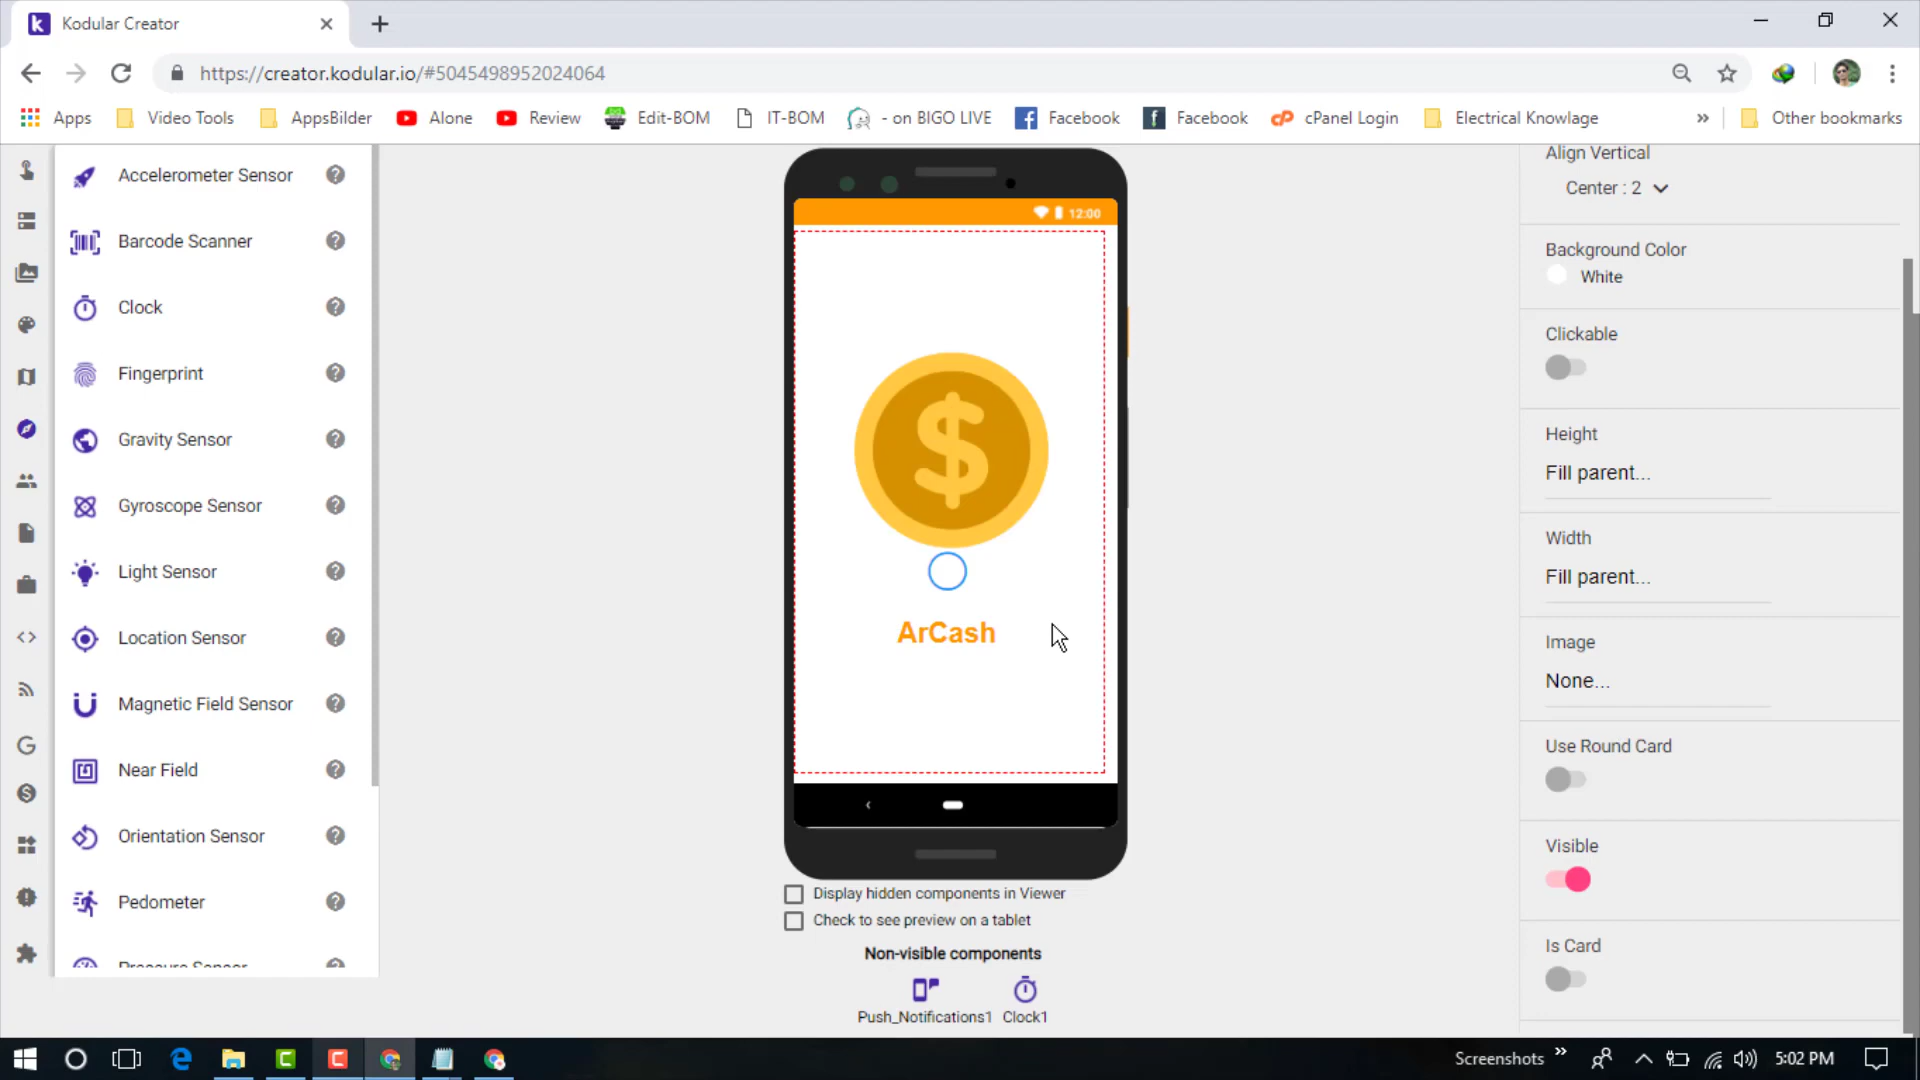 Kodular Creator
https://creator.kodular.io/#5045498952024064
Apps
Video Tools
AppsBilder
Alone
Review
Edit-BOM
IT-BOM
- on BIGO LIVE
Facebook
Facebook
cPanel Login
Electrical Knowlage
»
Other bookmarks
Accelerometer Sensor
Barcode Scanner
Clock
Fingerprint
Gravity Sensor
Gyroscope Sensor
Light Sensor
Location Sensor
Magnetic Field Sensor
Near Field
Orientation Sensor
Pedometer
Pressure Sensor
12:00
$
ArCash
Display hidden components in Viewer
Check to see preview on a tablet
Non-visible components
Push_Notifications1
Clock1
Align Vertical
Center : 2
Background Color
White
Clickable
Height
Fill parent...
Width
Fill parent...
Image
None...
Use Round Card
Visible
Is Card
Screenshots
»
5:02 PM